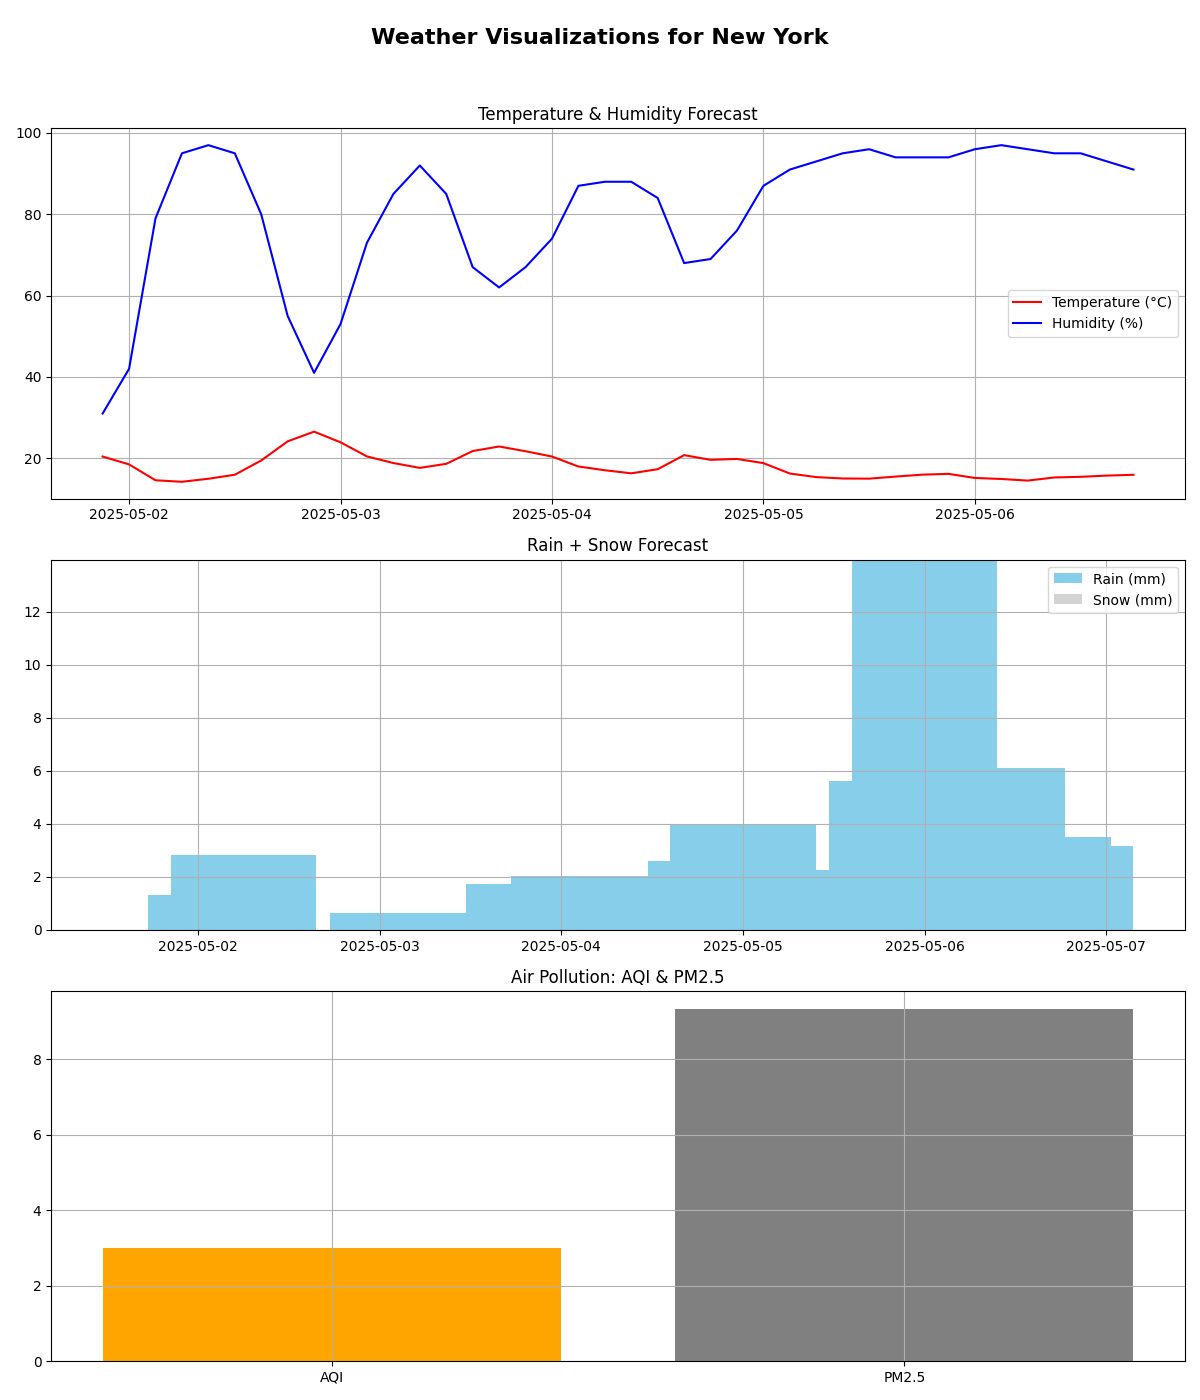 Weather Visualizations for New York
Temperature & Humidity Forecast
100
80
60
40
20
Temperature (°C)
Humidity (%)
2025-05-02 2025-05-03 2025-05-04 2025-05-05 2025-05-06
Rain + Snow Forecast
Rain (mm)
Snow (mm)
12
10
8
6
4
2
0
2025-05-02 2025-05-03 2025-05-04 2025-05-05 2025-05-06 2025-05-07
Air Pollution: AQI & PM2.5
8
6
4
2
0
AQI PM2.5